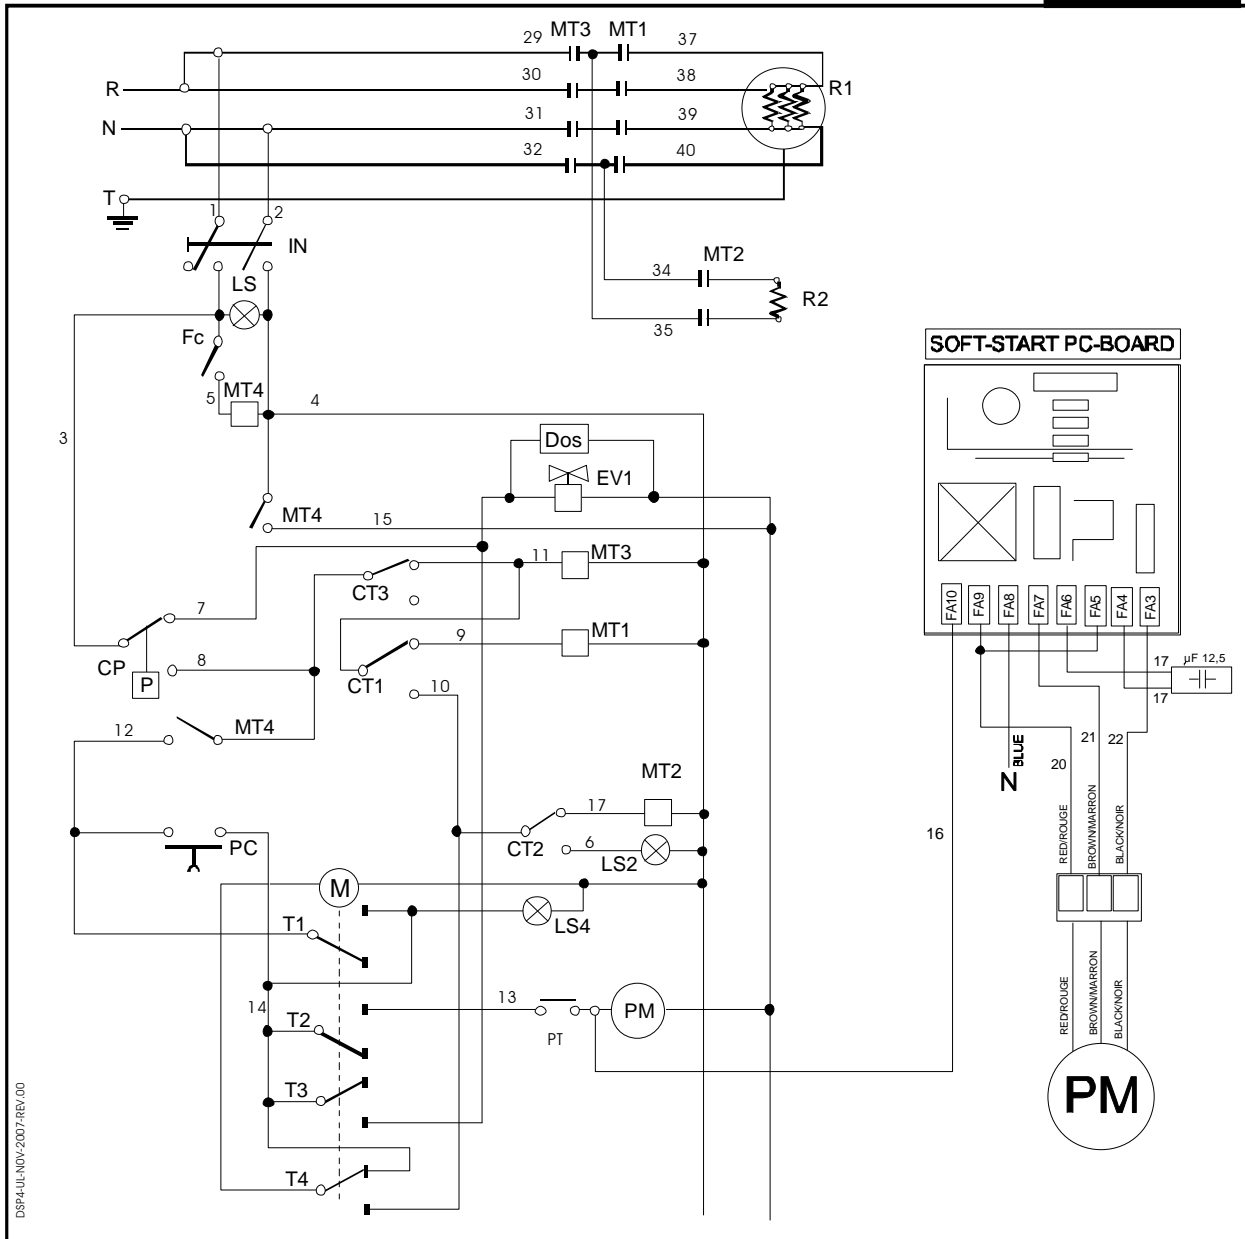 29 MT3 MT1 37
R 30 38 R1
N 31 39
32 40
T
1 2
IN
LS
MT2
34
R2
35
Fc
SOFT-START PC-BOARD
5 MT4 4
3
Dos
EV1
MT4 15
11 MT3
CT3
7
9 MT1
CP 8
P
CT1
10
12 MT4
FA10 FA9 FA8 FA7 FA6 FA5 FA4 FA3
17 µF 12,5
17
N BLUE
20 21 22
MT2
17
CT2 6
LS2
PC
16
RED/ROUGE BROWN/MARRON BLACK/NOIR
M
T1
LS4
14
13
T2
PT
PM
RED/ROUGE BROWN/MARRON BLACK/NOIR
PM
T3
T4
DSP4-UL-N0V-2007-REV.00